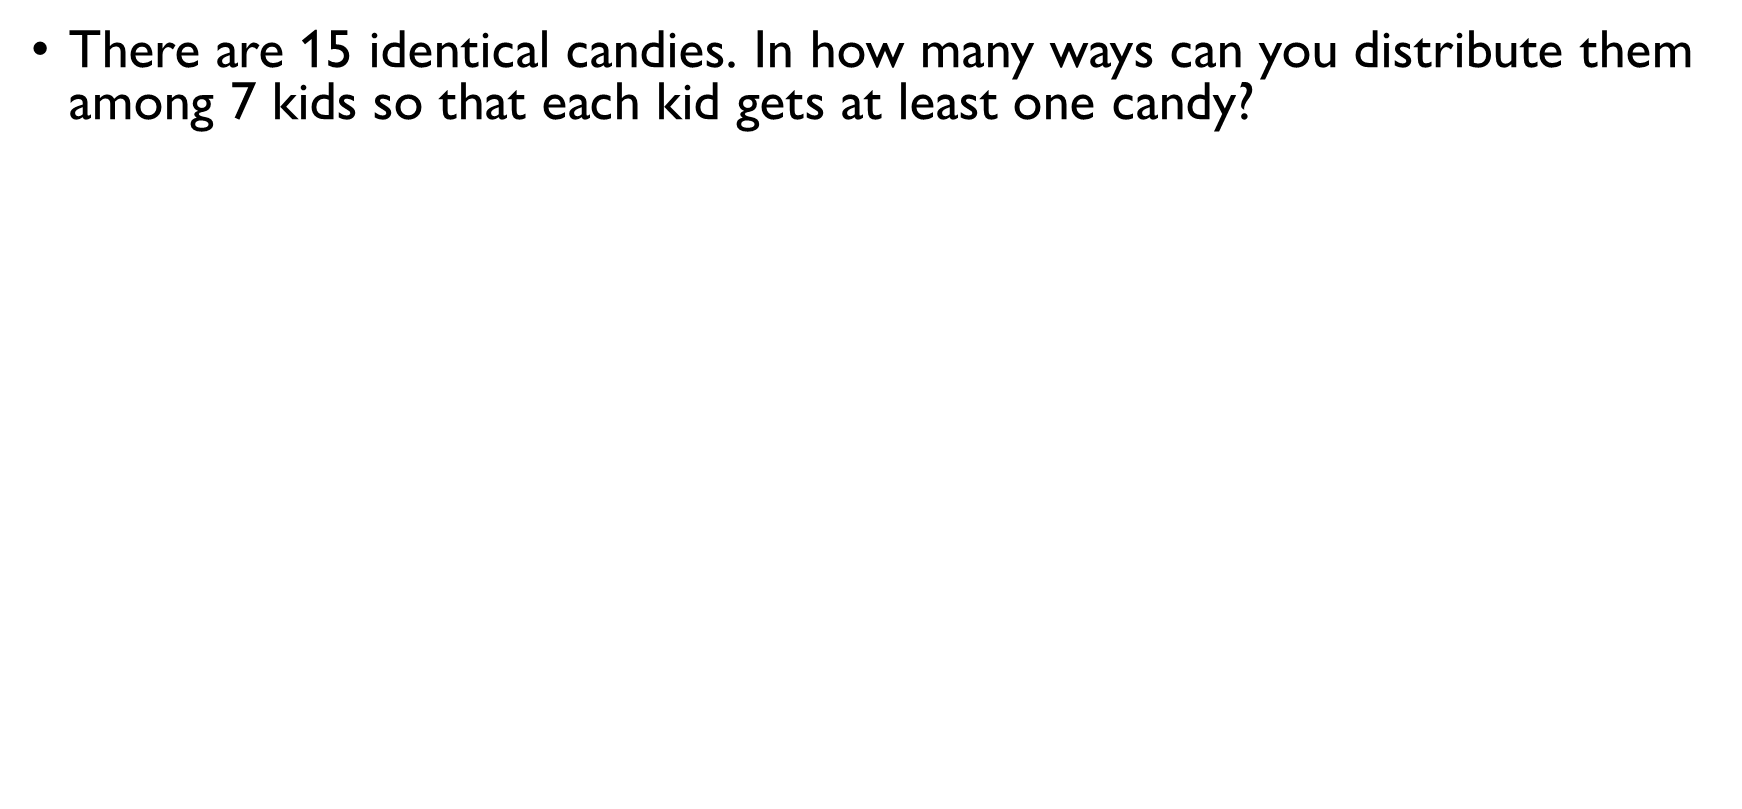 • There are 15 identical candies. In how many ways can you distribute them
among 7 kids so that each kid gets at least one candy?